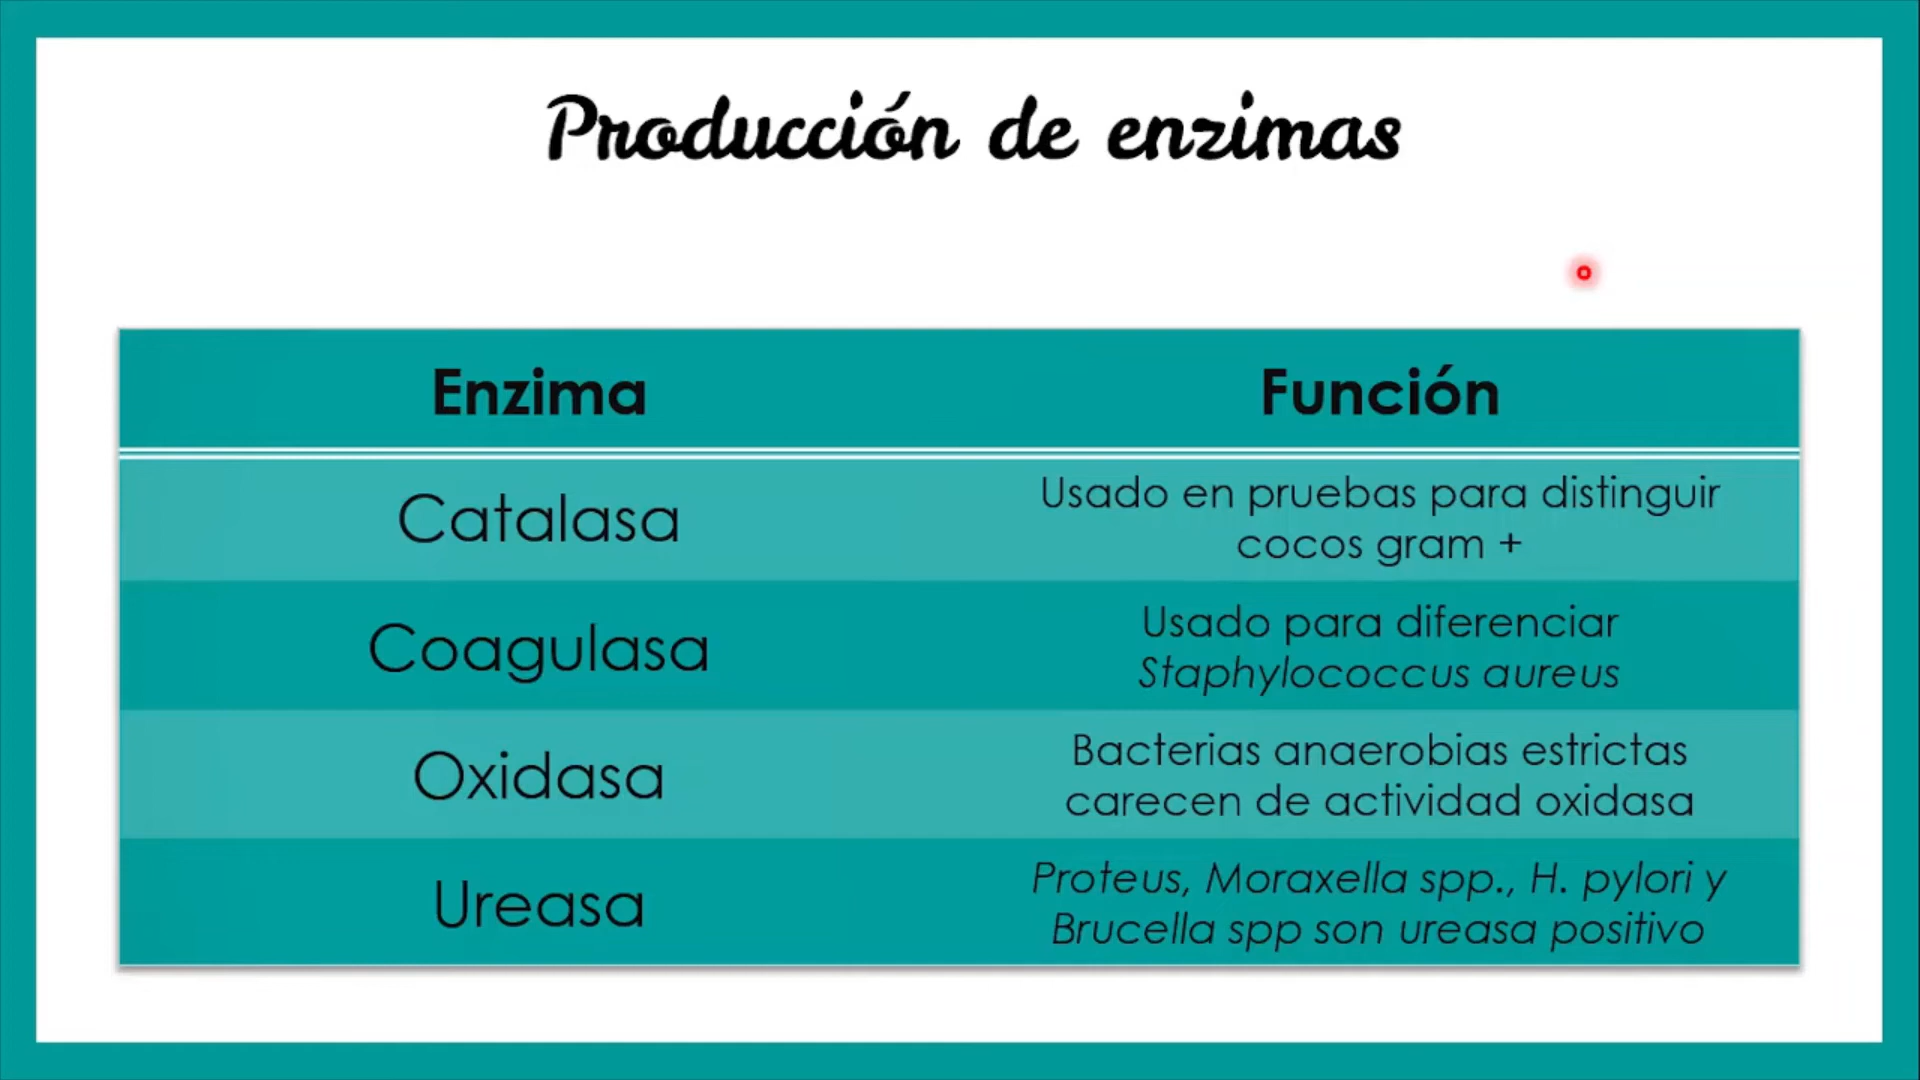 Producción de enzimas
Enzima
Función
Catalasa
Usado en pruebas para distinguir
cocos gram +
Coagulasa
Usado para diferenciar
Staphylococcus aureus
Oxidasa
Bacterias anaerobias estrictas
carecen de actividad oxidasa
Ureasa
Proteus, Moraxella spp., H. pylori y
Brucella spp son ureasa positivo